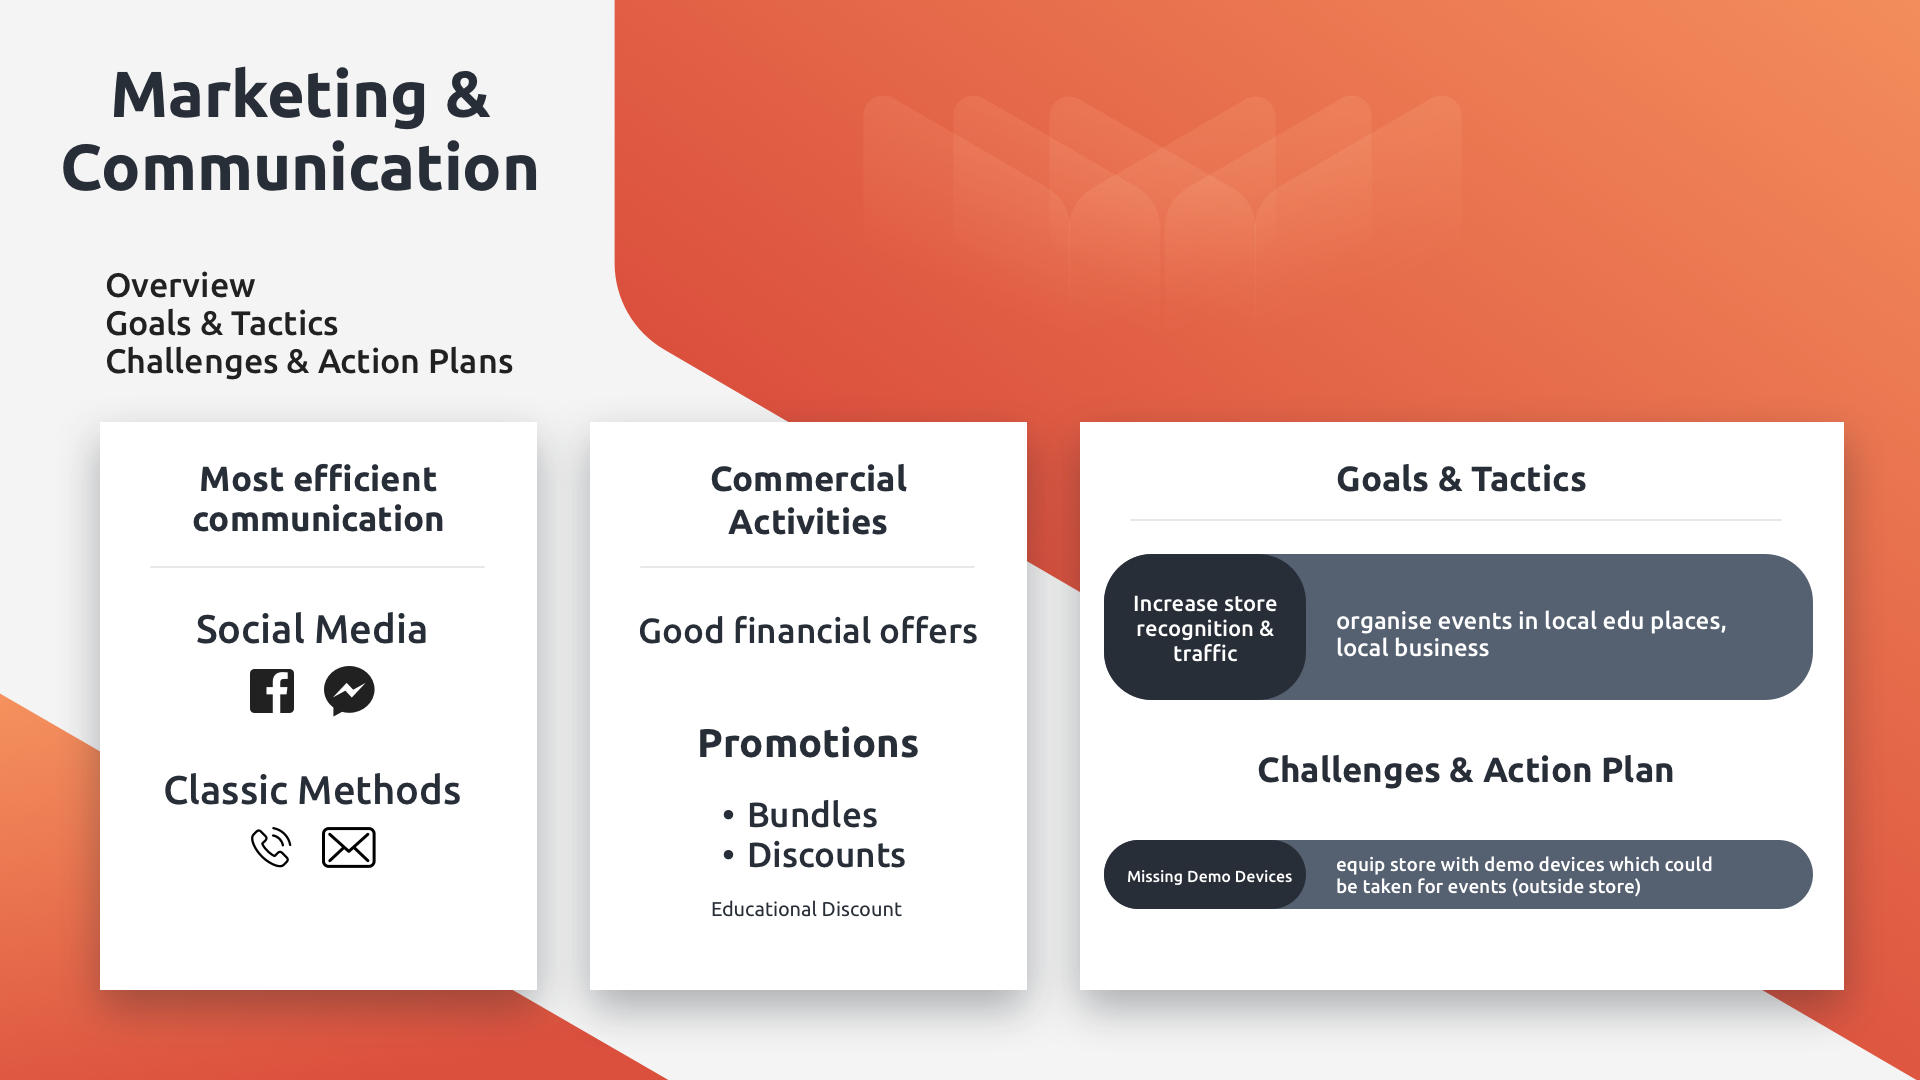 Marketing &
Communication
Overview
Goals & Tactics
Challenges & Action Plans
Most efficient
communication
Social Media
Classic Methods
Commercial
Activities
Good financial offers
Promotions
• Bundles
• Discounts
Educational Discount
Goals & Tactics
Increase store
recognition &
traffic
organise events in local edu places,
local business
Challenges & Action Plan
Missing Demo Devices
equip store with demo devices which could
be taken for events (outside store)